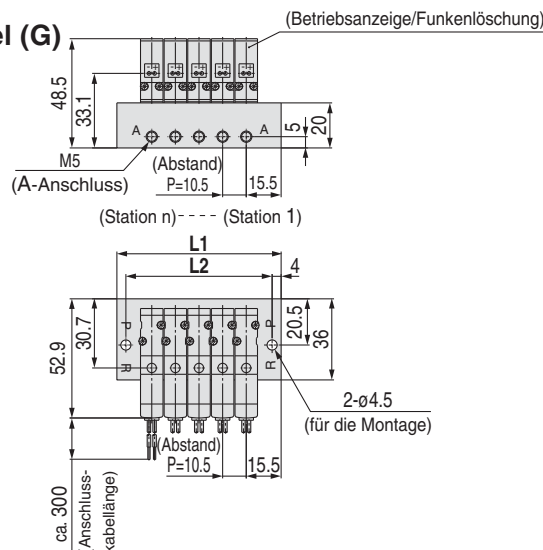 el (G)
(Betriebsanzeige/Funkenlöschung)
48.5
33.1
A
A
5
20
M5
(A-Anschluss)
(Abstand)
P=10.5
15.5
(Station n)---- (Station 1)
L1
L2
4
P
P
R
R
52.9
30.7
20.5
36
2-ø4.5
(für die Montage)
(Abstand)
P=10.5
15.5
ca. 300
(Anschluss-
kabellänge)